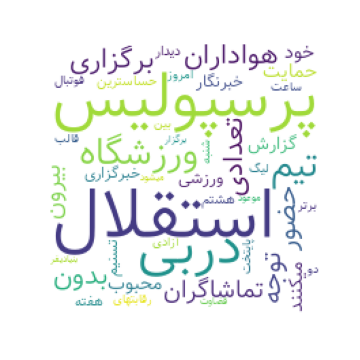 دیدار
خود
هواداران
برگزاری
امروز
حمایت
حساسترین
خبرنگار
فوتبال
ساعت
پرسپولیس
تعدادی
بین
برگزار
قالب
گزارش
ورزشگاه
شنبه
لیگ
تیم
خبرگزاری
ورزشی
میشود
بیرون
حضور
هشتم
موعود
برتر
استقلال
دربی
آزادی
پایتخت
تسنیم
توجه
دو
میکنند
بدون
محبوب
تماشاگران
هفته
رقابتهای
قضاوت